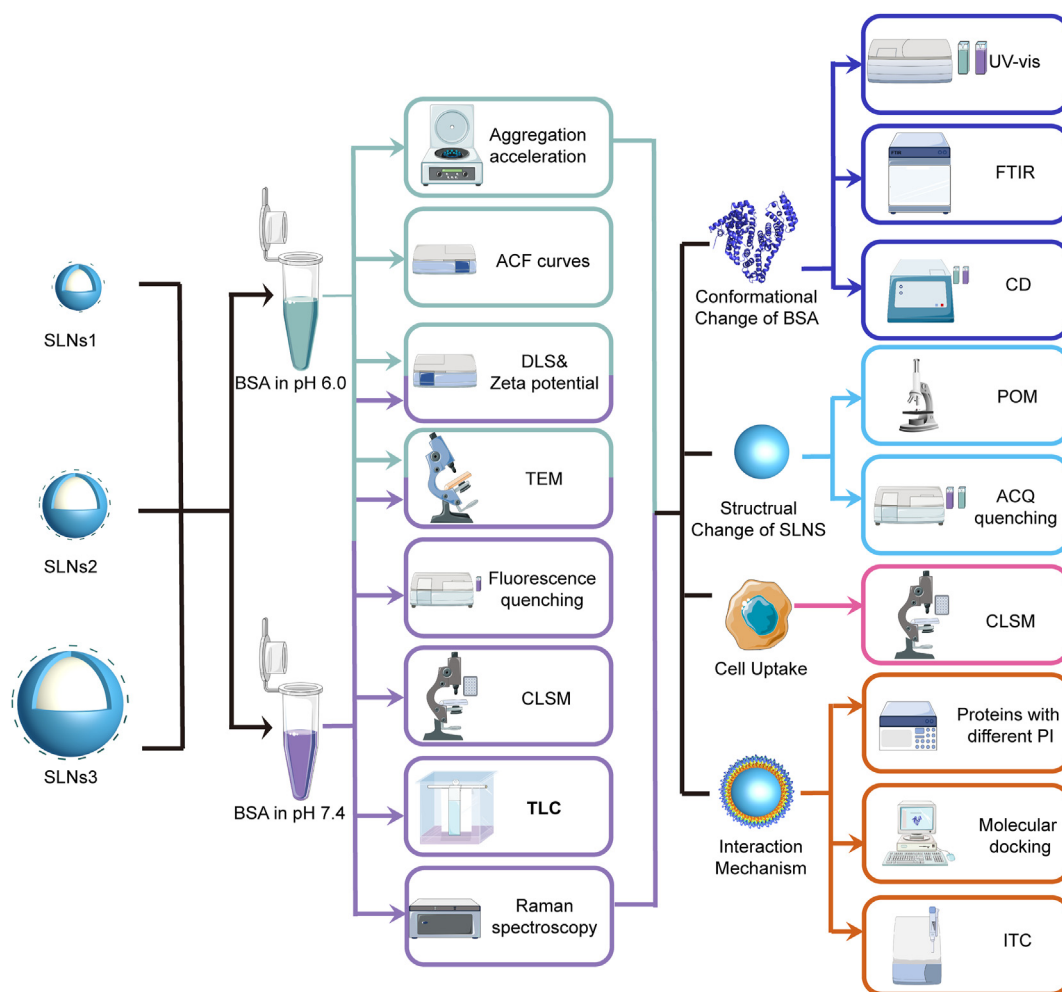 SLNs1
SLNs2
SLNs3
BSA in pH 6.0
BSA in pH 7.4
Aggregation
acceleration
ACF curves
DLS&
Zeta potential
TEM
Fluorescence
quenching
CLSM
TLC
Raman
spectroscopy
Conformational
Change of BSA
Structrual
Change of SLNS
Cell Uptake
Interaction
Mechanism
UV-vis
FTIR
FTIR
CD
POM
ACQ
quenching
CLSM
Proteins with
different PI
Molecular
docking
ITC